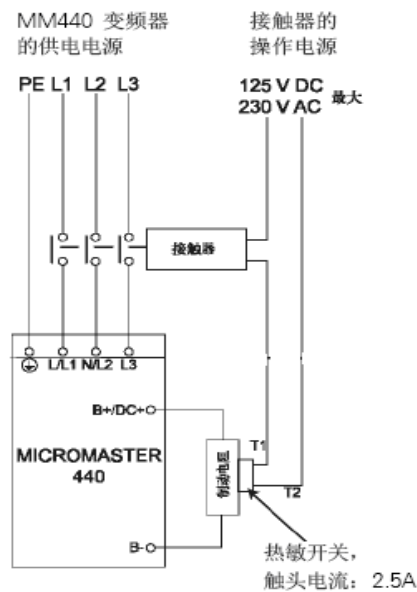 MM440 变频器
的供电电源
接触器的
操作电源
PE L1 L2 L3
125 V DC
230 V AC
最大
接触器
L/L1 N/L2 L3
B+/DC+
MICROMASTER
440
制动电阻
T1
T2
B-
热敏开关，
触头电流：2.5A